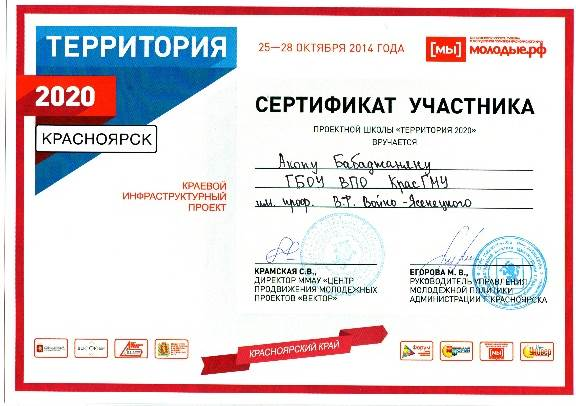 ТЕРРИТОРИЯ
2020
КРАСНОЯРСК
25—28 ОКТЯБРЯ 2014 ГОДА
[мы] МОЛОДЫЕ.РФ
КРАЕВОЙ
ИНФРАСТРУКТУРНЫЙ
ПРОЕКТ
СЕРТИФИКАТ УЧАСТНИКА
ПРОЕКТНОЙ ШКОЛЫ «ТЕРРИТОРИЯ 2020»
ВРУЧАЕТСЯ
Акопу Бабаджаняну
ГБОУ ВПО КрасГМУ
им. проф. В.Ф. Войно-Ясенецкого
КРАМСКАЯ С.В.,
ДИРЕКТОР ММАУ «ЦЕНТР
ПРОДВИЖЕНИЯ МОЛОДЕЖНЫХ
ПРОЕКТОВ «ВЕКТОР»
ЕГОРОВА М. В.,
РУКОВОДИТЕЛЬ УПРАВЛЕНИЯ
МОЛОДЕЖНОЙ ПОЛИТИКИ
АДМИНИСТРАЦИИ Г. КРАСНОЯРСКА
КРАСНОЯРСКИЙ КРАЙ
Форум
[мы]